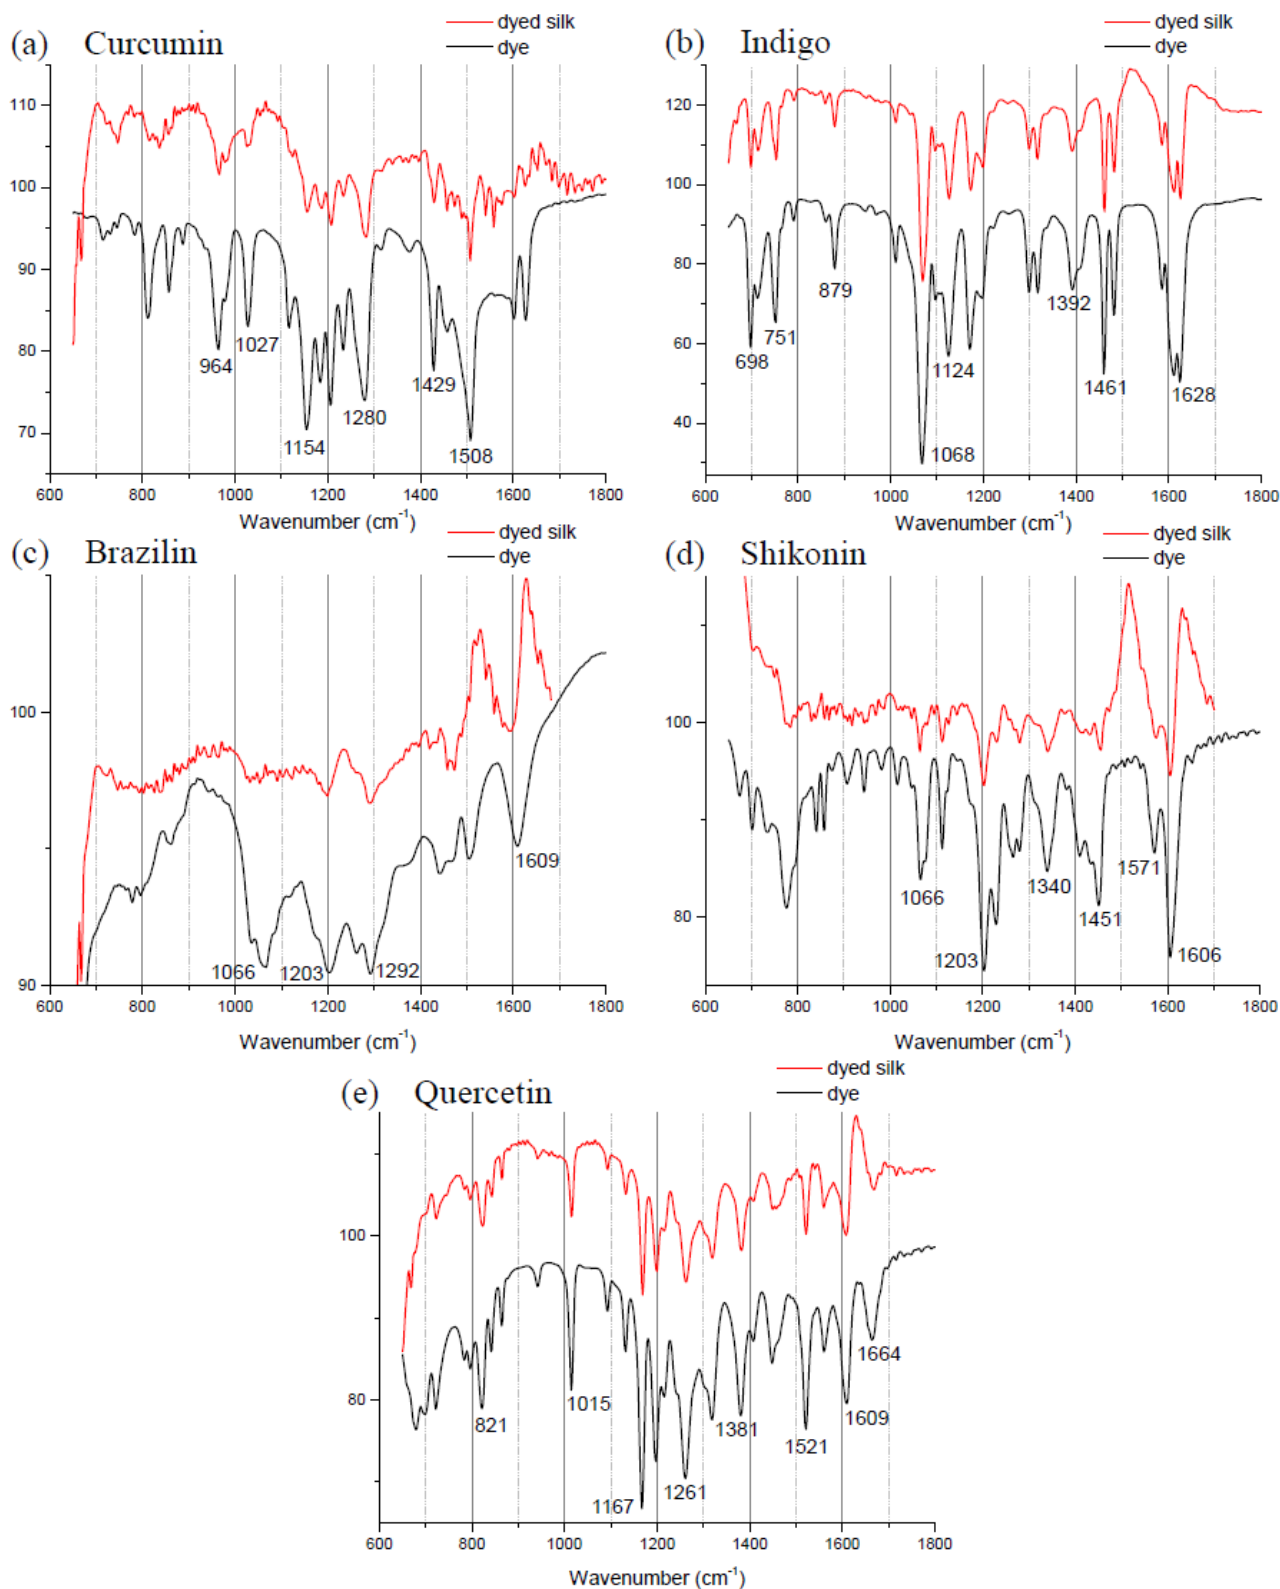 dyed silk
(a) Curcumin
dye
110
100
90
80
70
964
1027
1154
1280
1429
1508
600 800 1000 1200 1400 1600 1800
Wavenumber (cm⁻¹)
dyed silk
(b) Indigo
dye
120
100
80
60
40
698
751
879
1068
1124
1392
1461
1628
600 800 1000 1200 1400 1600 1800
Wavenumber (cm⁻¹)
dyed silk
(c) Brazilin
dye
100
90
1066
1203
1292
1609
600 800 1000 1200 1400 1600 1800
Wavenumber (cm⁻¹)
dyed silk
(d) Shikonin
dye
100
80
1066
1203
1340
1451
1571
1606
600 800 1000 1200 1400 1600 1800
Wavenumber (cm⁻¹)
dyed silk
(e) Quercetin
dye
100
80
821
1015
1167
1261
1381
1521
1609
1664
600 800 1000 1200 1400 1600 1800
Wavenumber (cm⁻¹)